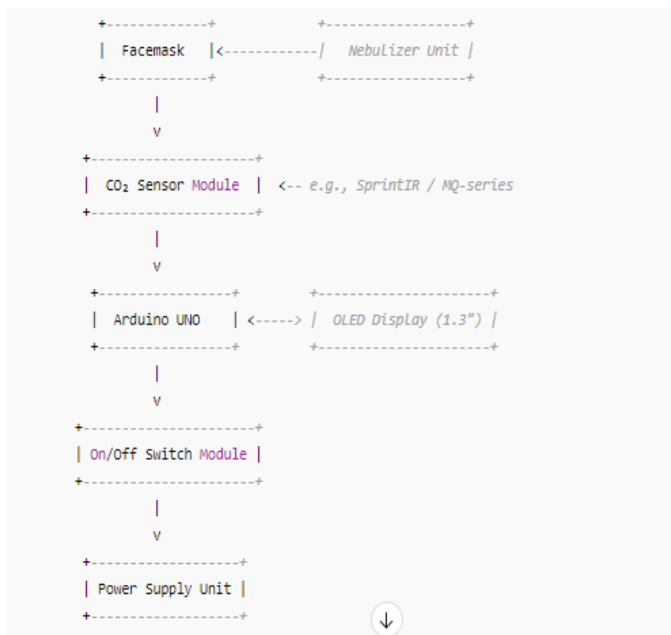 +-------------+ +-----------------+
| Facemask |<------------| Nebulizer Unit |
+-------------+ +-----------------+
|
v
+---------------------+
| CO₂ Sensor Module | <-- e.g., SprintIR / MQ-series
+---------------------+
|
v
+-----------------+ +---------------------+
| Arduino UNO | <-----> | OLED Display (1.3") |
+-----------------+ +---------------------+
|
v
+---------------------+
| On/Off Switch Module |
+---------------------+
|
v
+------------------+
| Power Supply Unit |
+------------------+